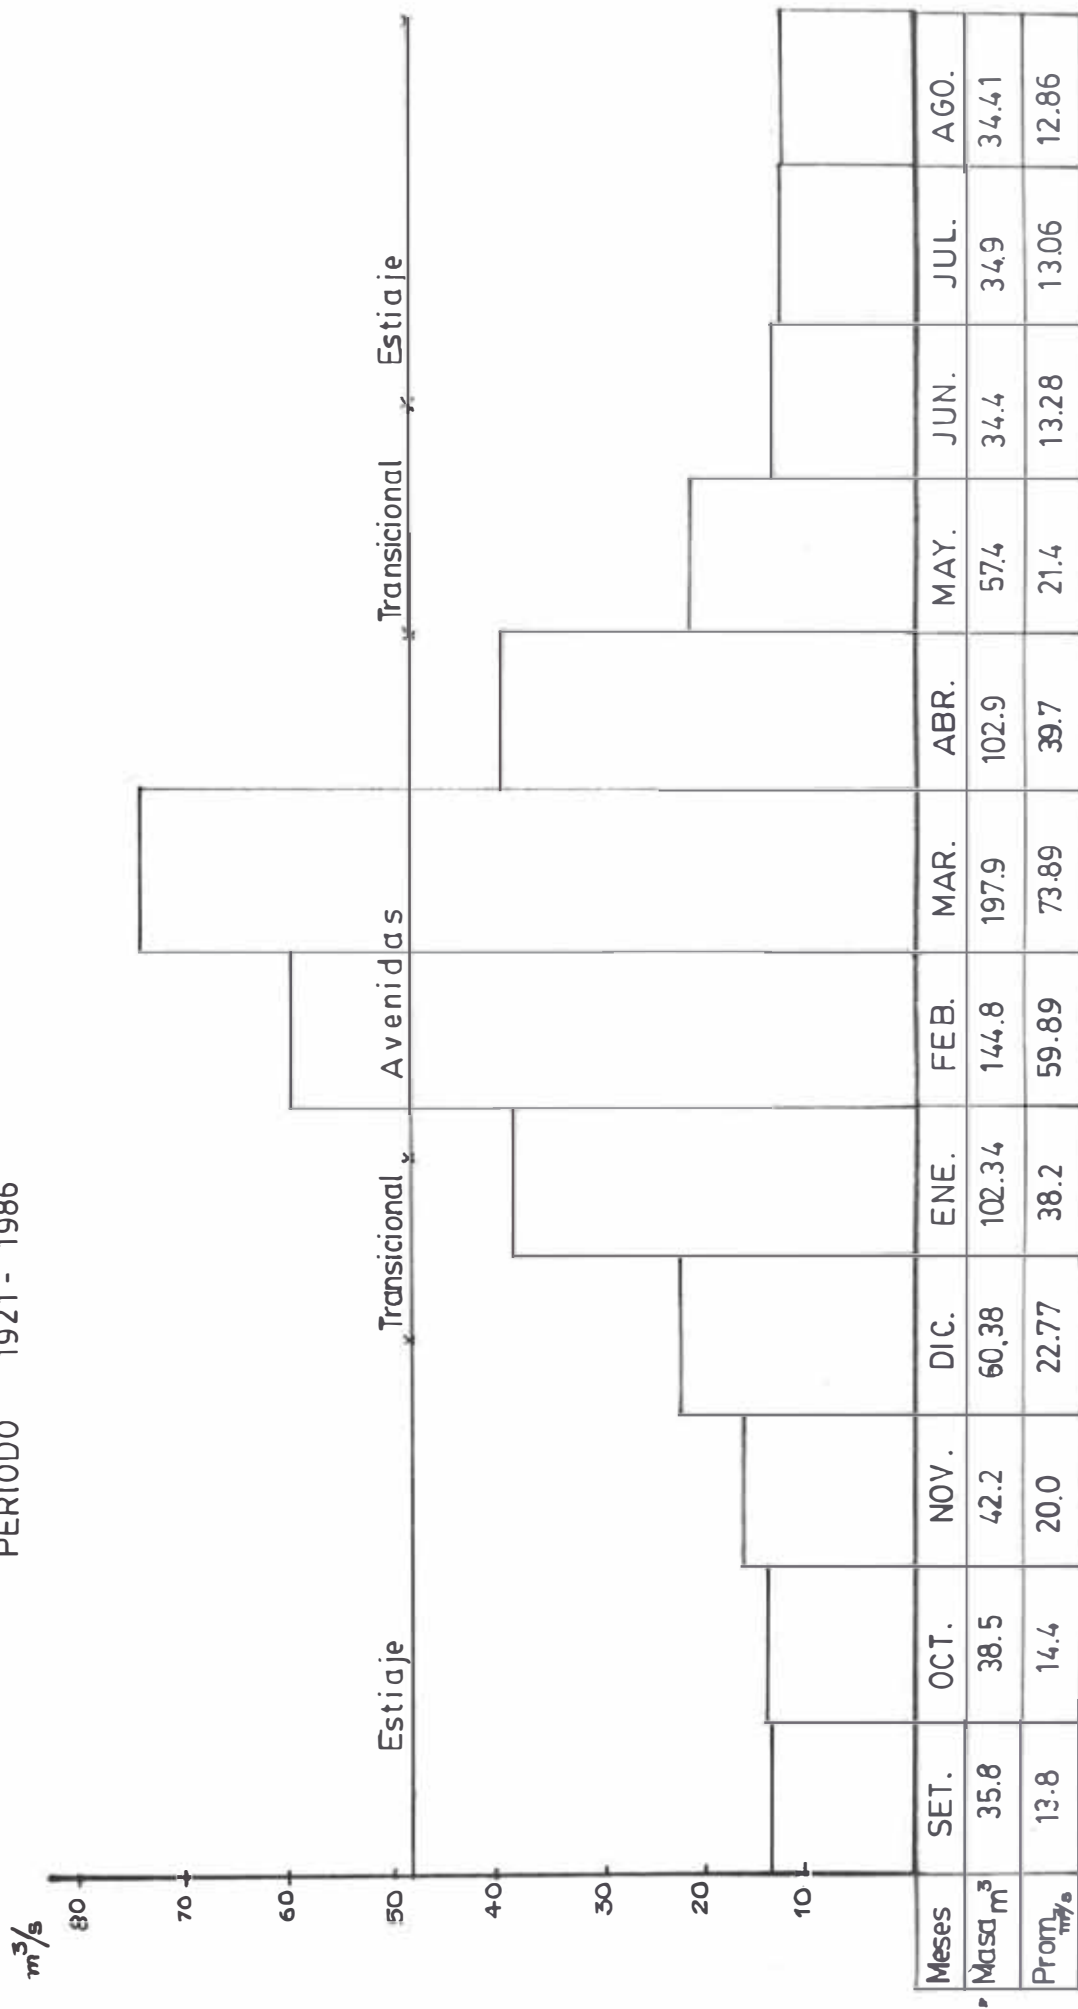 PERIODO 1921 - 1986
m³/s
80
70
60
50
40
30
20
10
Estiaje
Transicional
Avenidas
Transicional
Estiaje
Meses SET. OCT. NOV. DIC. ENE. FEB. MAR. ABR. MAY. JUN. JUL. AGO.
Masa m³ 35.8 38.5 42.2 60,38 102.34 144.8 197.9 102.9 57.4 34.4 34.9 34.41
Prom m³/s 13.8 14.4 20.0 22.77 38.2 59.89 73.89 39.7 21.4 13.28 13.06 12.86